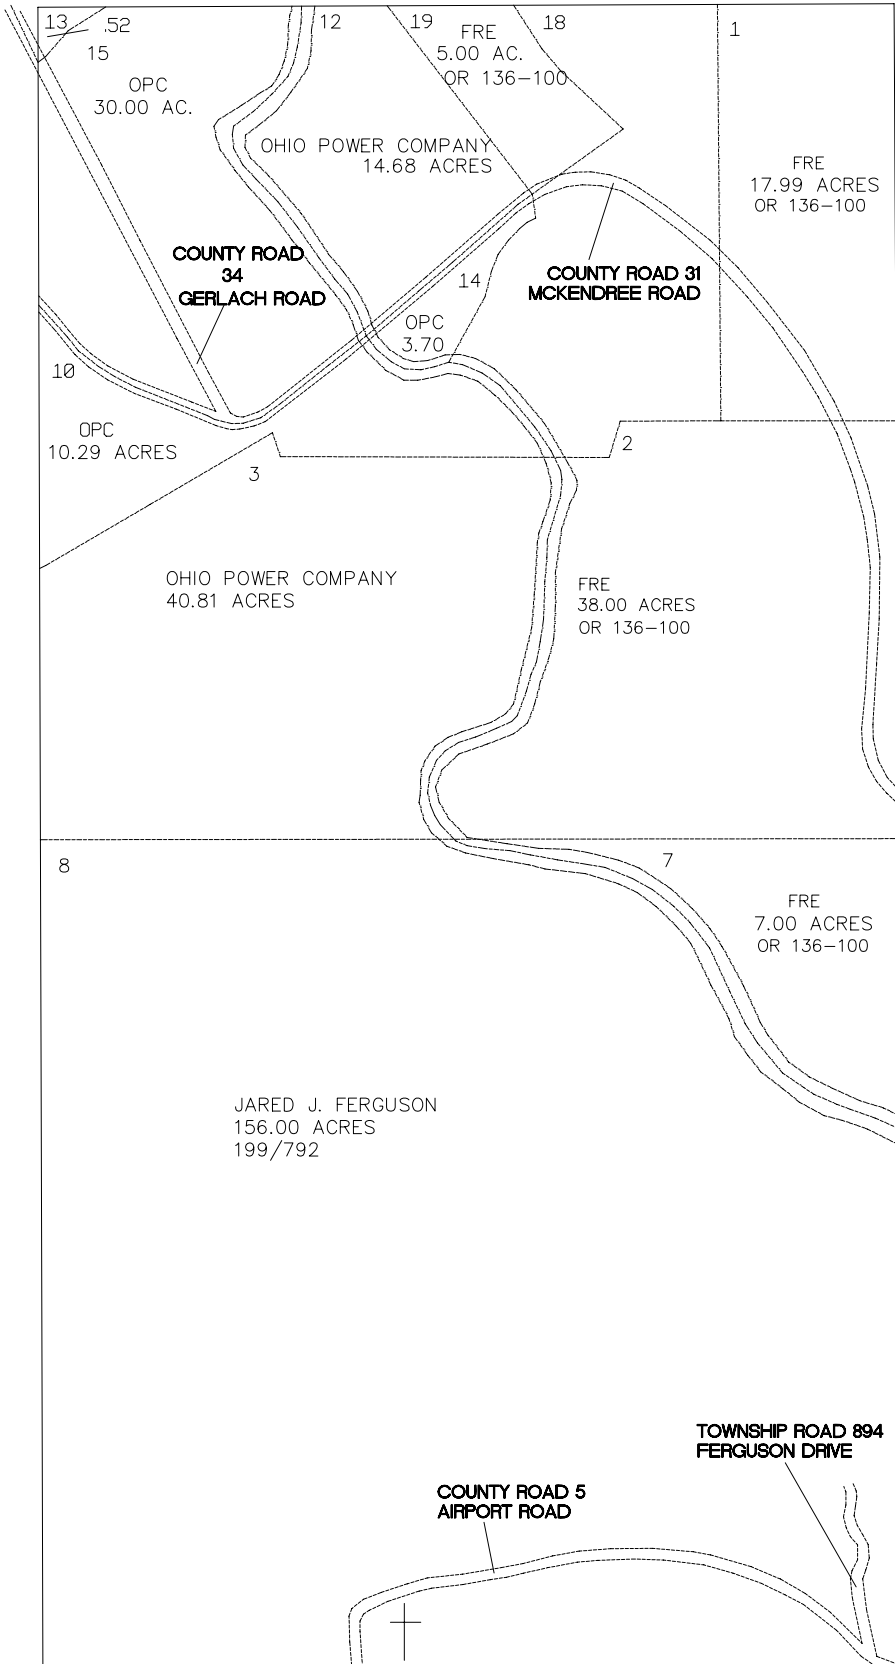 13
.52
15
12
19
18
1
FRE
5.00 AC.
OR 136-100
OPC
30.00 AC.
OHIO POWER COMPANY
14.68 ACRES
FRE
17.99 ACRES
OR 136-100
COUNTY ROAD
34
GERLACH ROAD
14
COUNTY ROAD 31
MCKENDREE ROAD
OPC
3.70
10
OPC
10.29 ACRES
3
2
OHIO POWER COMPANY
40.81 ACRES
FRE
38.00 ACRES
OR 136-100
8
7
FRE
7.00 ACRES
OR 136-100
JARED J. FERGUSON
156.00 ACRES
199/792
TOWNSHIP ROAD 894
FERGUSON DRIVE
COUNTY ROAD 5
AIRPORT ROAD